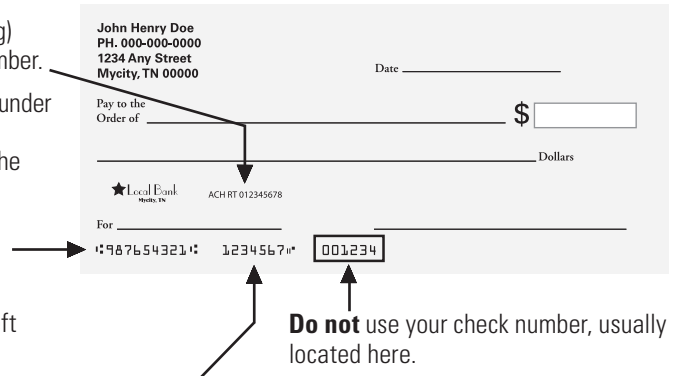 g)
mber.
under
he
ft
John Henry Doe
PH. 000-000-0000
1234 Any Street
Mycity, TN 00000
Date
Pay to the
Order of
$
Dollars
Local Bank
Mycity, TN
ACH RT 012345678
For
⑆987654321⑆ 1234567⑈ 001234
Do not use your check number, usually
located here.